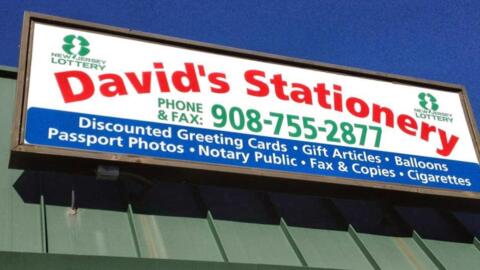 NEW JERSEY
LOTTERY
David's Stationery
NEW JERSEY
LOTTERY
PHONE
& FAX: 908-755-2877
Discounted Greeting Cards • Gift Articles • Balloons
Passport Photos • Notary Public • Fax & Copies • Cigarettes